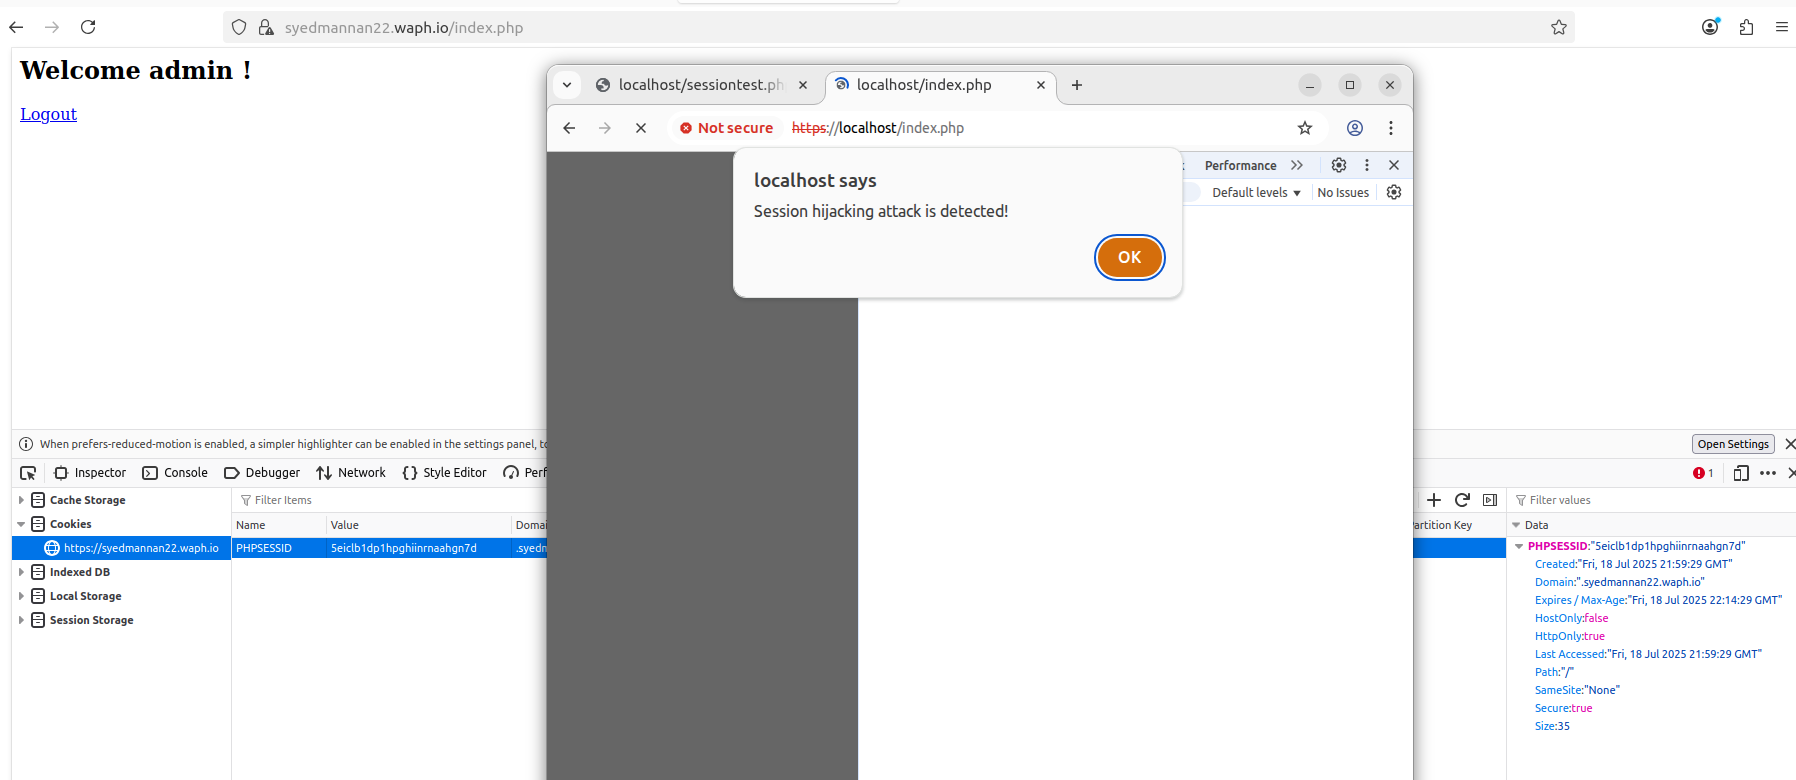 syedmannan22.waph.io/index.php
Welcome admin !
Logout
localhost/sessiontest.ph
localhost/index.php
Not secure https://localhost/index.php
localhost says
Session hijacking attack is detected!
OK
Performance
Default levels
No Issues
When prefers-reduced-motion is enabled, a simpler highlighter can be enabled in the settings panel, to
Open Settings
Inspector Console Debugger Network Style Editor Perf
1
Cache Storage
Cookies
https://syedmannan22.waph.io
Indexed DB
Local Storage
Session Storage
Filter Items
Name Value Domai
PHPSESSID 5eiclb1dp1hpghiinrnaahgn7d .syedm
Partition Key
Filter values
Data
PHPSESSID:"5eiclb1dp1hpghiinrnaahgn7d"
Created:"Fri, 18 Jul 2025 21:59:29 GMT"
Domain:".syedmannan22.waph.io"
Expires / Max-Age:"Fri, 18 Jul 2025 22:14:29 GMT"
HostOnly:false
HttpOnly:true
Last Accessed:"Fri, 18 Jul 2025 21:59:29 GMT"
Path:"/"
SameSite:"None"
Secure:true
Size:35